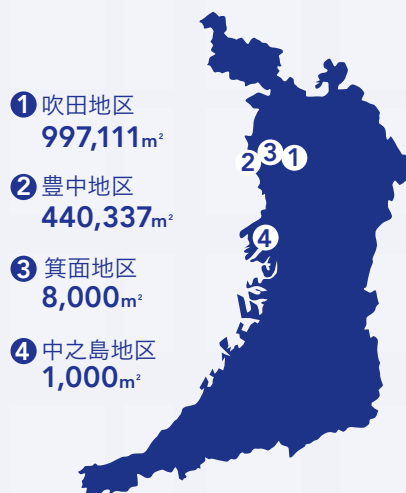 ❶ 吹田地区
997,111m²
❷ 豊中地区
440,337m²
❸ 箕面地区
8,000m²
❹ 中之島地区
1,000m²
2 3 1
4